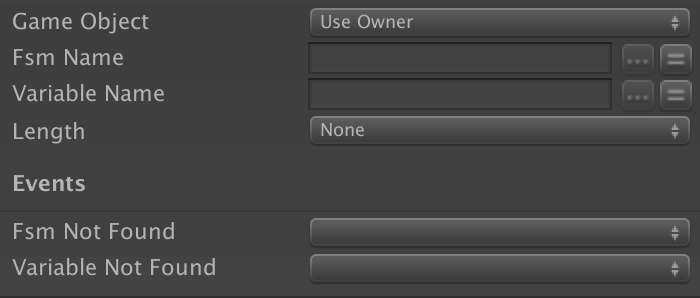 Game Object Use Owner
Fsm Name
Variable Name
Length None
Events
Fsm Not Found
Variable Not Found